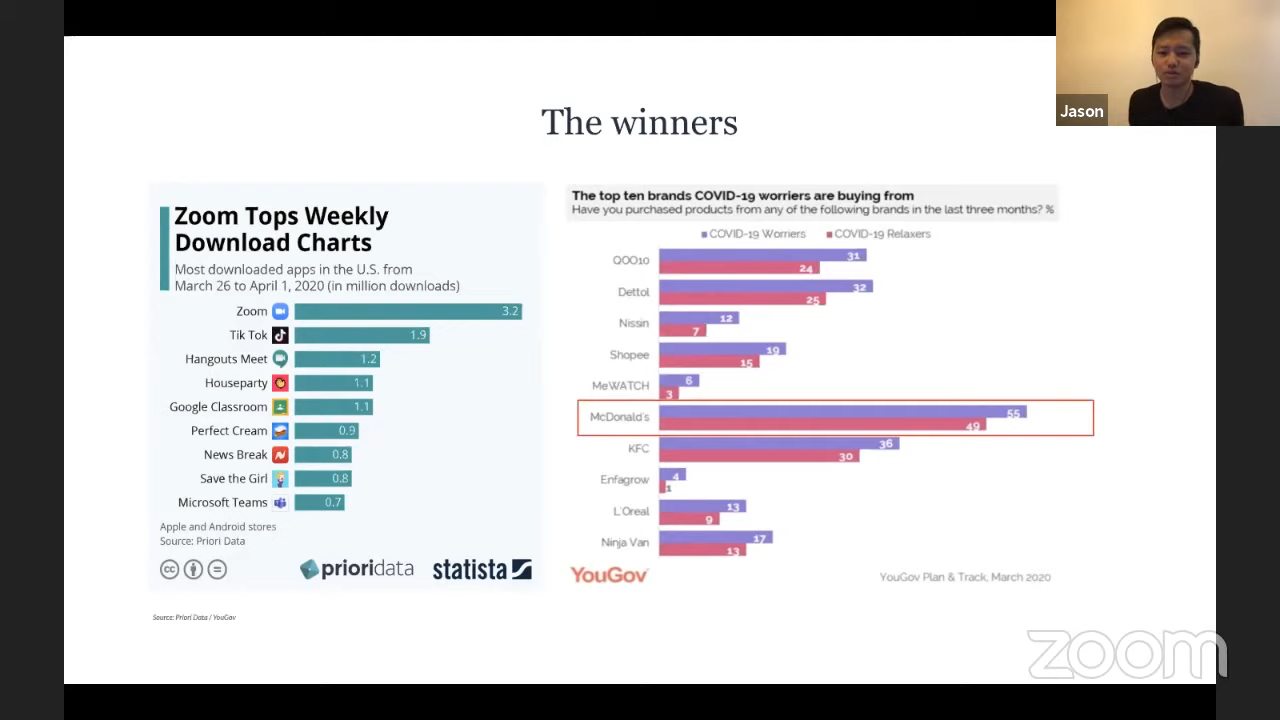 Jason
The winners
Zoom Tops Weekly
Download Charts
Most downloaded apps in the U.S. from
March 26 to April 1, 2020 (in million downloads)
Zoom 3.2
Tik Tok 1.9
Hangouts Meet 1.2
Houseparty 1.1
Google Classroom 1.1
Perfect Cream 0.9
News Break 0.8
Save the Girl 0.8
Microsoft Teams 0.7
Apple and Android stores
Source: Priori Data
cc
prioridata statista
The top ten brands COVID-19 worriers are buying from
Have you purchased products from any of the following brands in the last three months? %
COVID-19 Worriers COVID-19 Relaxers
QOO10 31
24
Dettol 32
25
Nissin 12
7
Shopee 19
15
MeWATCH 6
3
McDonald's 55
49
KFC 36
30
Enfagrow 4
1
L'Oreal 13
9
Ninja Van 17
13
YouGov YouGov Plan & Track, March 2020
Source: Priori Data / YouGov
zoom